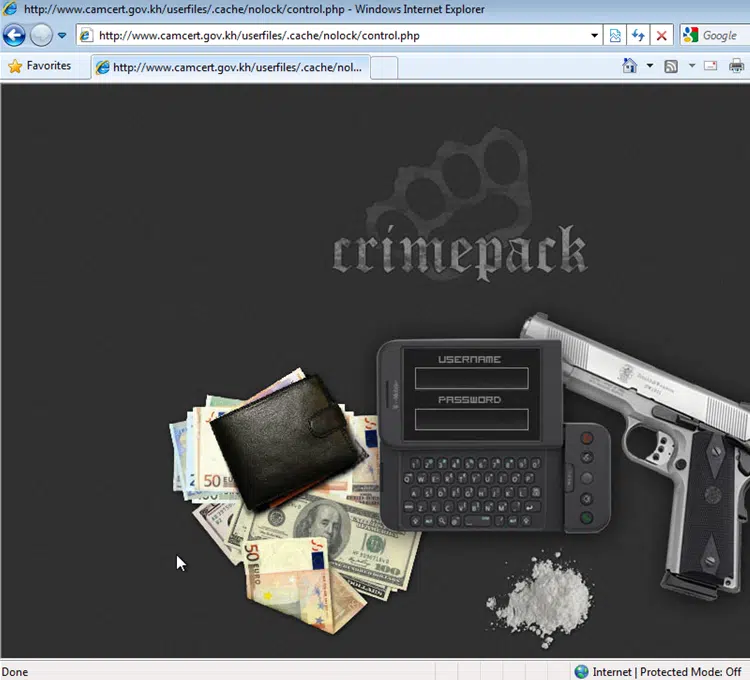 http://www.camcert.gov.kh/userfiles/.cache/nolock/control.php - Windows Internet Explorer
http://www.camcert.gov.kh/userfiles/.cache/nolock/control.php
Google
Favorites
http://www.camcert.gov.kh/userfiles/.cache/nol...
crimepack
USERNAME
PASSWORD
50
50 EURO
100
DOLLARS
Done
Internet | Protected Mode: Off